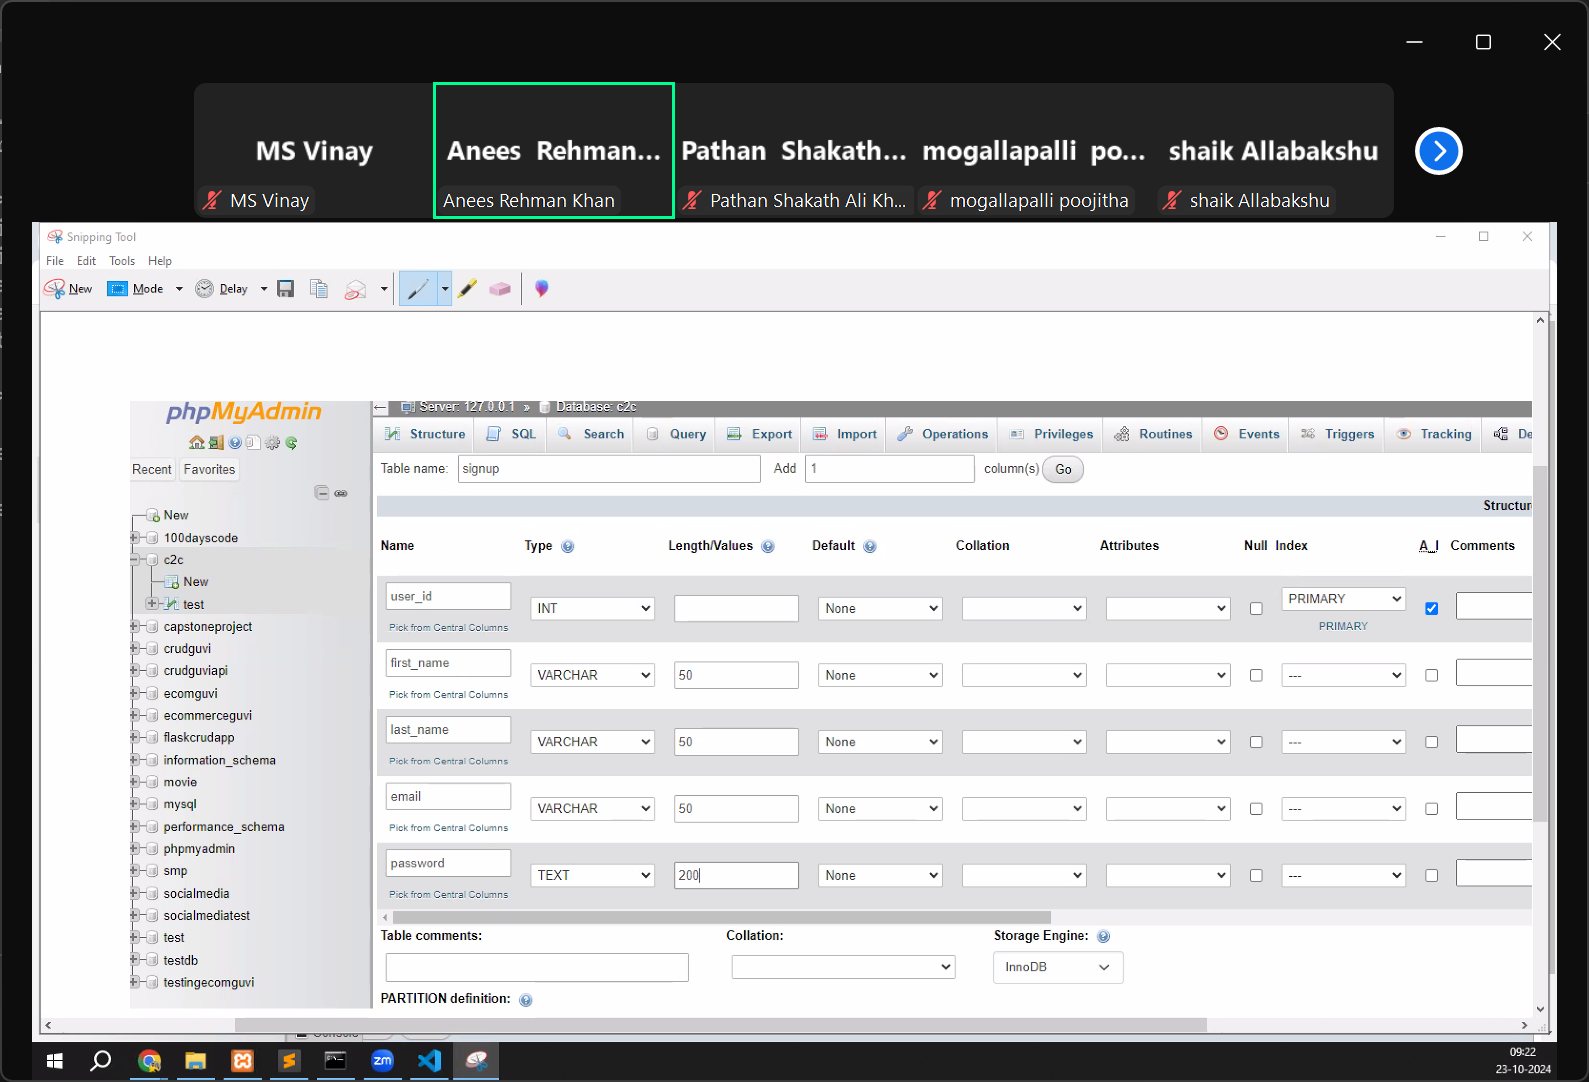 MS Vinay
Anees Rehman...
Pathan Shakath...
mogallapalli po...
shaik Allabakshu
MS Vinay
Anees Rehman Khan
Pathan Shakath Ali Kh...
mogallapalli poojitha
shaik Allabakshu
Snipping Tool
File Edit Tools Help
New Mode Delay
phpMyAdmin
Recent Favorites
New
100dayscode
c2c
New
test
capstoneproject
crudguvi
crudguviapi
ecomguvi
ecommerceguvi
flaskcrudapp
information_schema
movie
mysql
performance_schema
phpmyadmin
smp
socialmedia
socialmediatest
test
testdb
testingecomguvi
Server: 127.0.0.1 » Database: c2c
Structure SQL Search Query Export Import Operations Privileges Routines Events Triggers Tracking De
Table name: signup Add 1 column(s) Go
Structur
Name Type Length/Values Default Collation Attributes Null Index A_I Comments
user_id INT None PRIMARY
Pick from Central Columns PRIMARY
first_name VARCHAR 50 None ---
Pick from Central Columns
last_name VARCHAR 50 None ---
Pick from Central Columns
email VARCHAR 50 None ---
Pick from Central Columns
password TEXT 200 None ---
Pick from Central Columns
Table comments: Collation: Storage Engine:
InnoDB
PARTITION definition:
Console
zm
09:22
23-10-2024